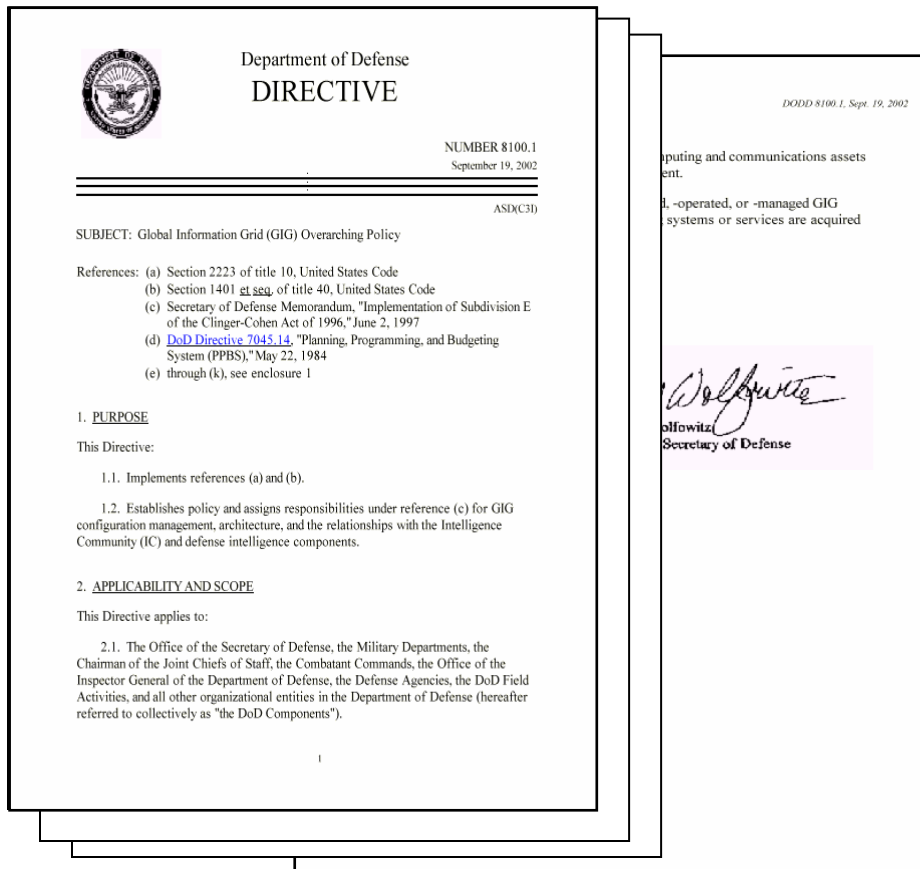 Department of Defense
DIRECTIVE
NUMBER 8100.1
September 19, 2002
ASD(C3I)
SUBJECT: Global Information Grid (GIG) Overarching Policy
References: (a) Section 2223 of title 10, United States Code
(b) Section 1401 et seq. of title 40, United States Code
(c) Secretary of Defense Memorandum, "Implementation of Subdivision E
of the Clinger-Cohen Act of 1996," June 2, 1997
(d) DoD Directive 7045.14, "Planning, Programming, and Budgeting
System (PPBS)," May 22, 1984
(e) through (k), see enclosure 1
1. PURPOSE
This Directive:
1.1. Implements references (a) and (b).
1.2. Establishes policy and assigns responsibilities under reference (c) for GIG
configuration management, architecture, and the relationships with the Intelligence
Community (IC) and defense intelligence components.
2. APPLICABILITY AND SCOPE
This Directive applies to:
2.1. The Office of the Secretary of Defense, the Military Departments, the
Chairman of the Joint Chiefs of Staff, the Combatant Commands, the Office of the
Inspector General of the Department of Defense, the Defense Agencies, the DoD Field
Activities, and all other organizational entities in the Department of Defense (hereafter
referred to collectively as "the DoD Components").
1
DODD 8100.1, Sept. 19, 2002
and communications assets
-operated, or -managed GIG
systems or services are acquired
Wolfowitz
Secretary of Defense